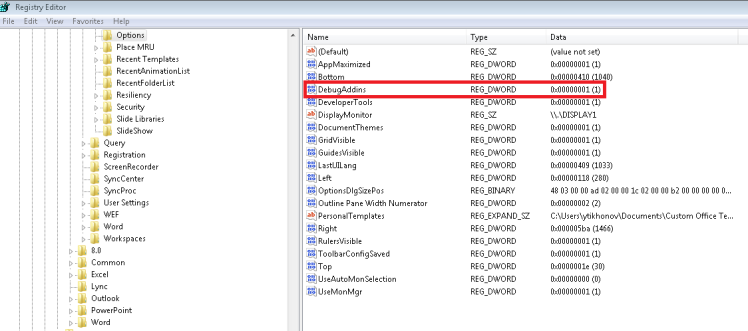 Registry Editor
File Edit View Favorites Help
Options
Place MRU
Recent Templates
RecentAnimationList
RecentFolderList
Resiliency
Security
Slide Libraries
SlideShow
Query
Registration
ScreenRecorder
SyncCenter
SyncProc
User Settings
WEF
Word
Workspaces
8.0
Common
Excel
Lync
Outlook
PowerPoint
Word
Name Type Data
(Default) REG_SZ (value not set)
AppMaximized REG_DWORD 0x00000001 (1)
Bottom REG_DWORD 0x00000410 (1040)
DebugAddins REG_DWORD 0x00000001 (1)
DeveloperTools REG_DWORD 0x00000001 (1)
DisplayMonitor REG_SZ \\.\DISPLAY1
DocumentThemes REG_DWORD 0x00000001 (1)
GridVisible REG_DWORD 0x00000001 (1)
GuidesVisible REG_DWORD 0x00000001 (1)
LastUILang REG_DWORD 0x00000409 (1033)
Left REG_DWORD 0x00000118 (280)
OptionsDlgSizePos REG_BINARY 48 03 00 00 ad 02 00 00 1c 02 00 00 b2 00 00 00 00 0...
Outline Pane Width Numerator REG_DWORD 0x00000002 (2)
PersonalTemplates REG_EXPAND_SZ C:\Users\ytikhonov\Documents\Custom Office Te...
Right REG_DWORD 0x000005ba (1466)
RulersVisible REG_DWORD 0x00000001 (1)
ToolbarConfigSaved REG_DWORD 0x00000001 (1)
Top REG_DWORD 0x0000001e (30)
UseAutoMonSelection REG_DWORD 0x00000000 (0)
UseMonMgr REG_DWORD 0x00000001 (1)